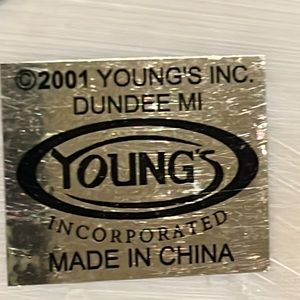 ©2001 YOUNG'S INC.
DUNDEE MI
YOUNG'S
INCORPORATED
MADE IN CHINA